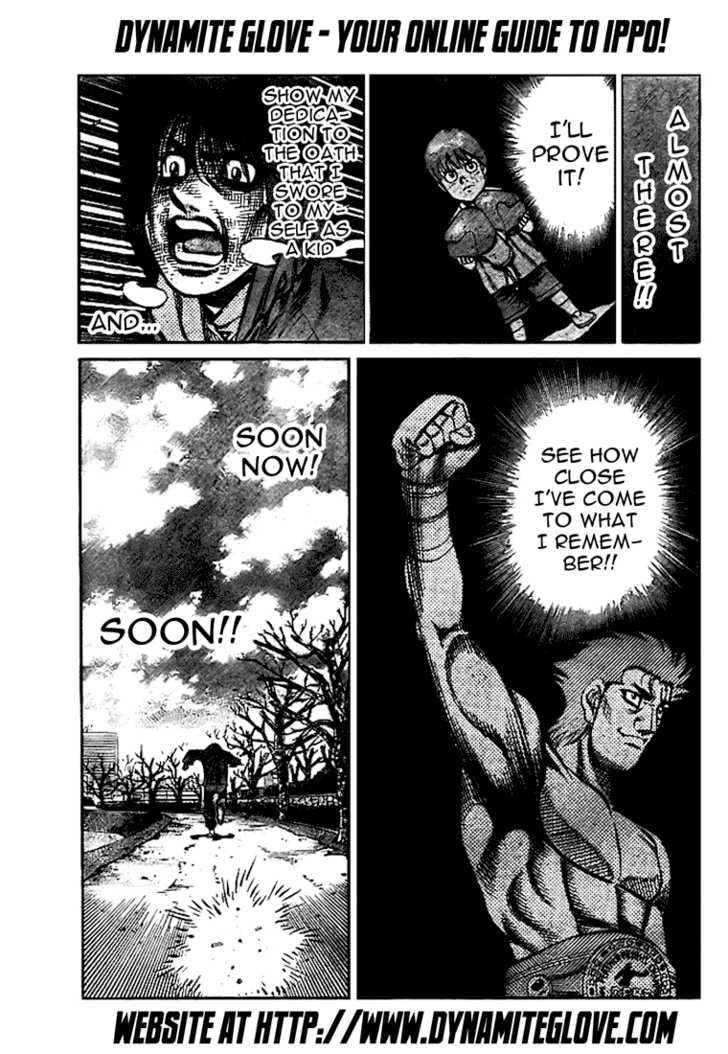 DYNAMITE GLOVE - YOUR ONLINE GUIDE TO IPPO!
ALMOST
THERE!!
I'LL
PROVE
IT!
SHOW MY
DEDICA-
TION TO
THE OATH
THAT I
SWORE
TO MY-
SELF AS
A KID
AND...
SEE HOW
CLOSE
I'VE COME
TO WHAT
I REMEM-
BER!!
SOON
NOW!
SOON!!
WEBSITE AT HTTP://WWW.DYNAMITEGLOVE.COM